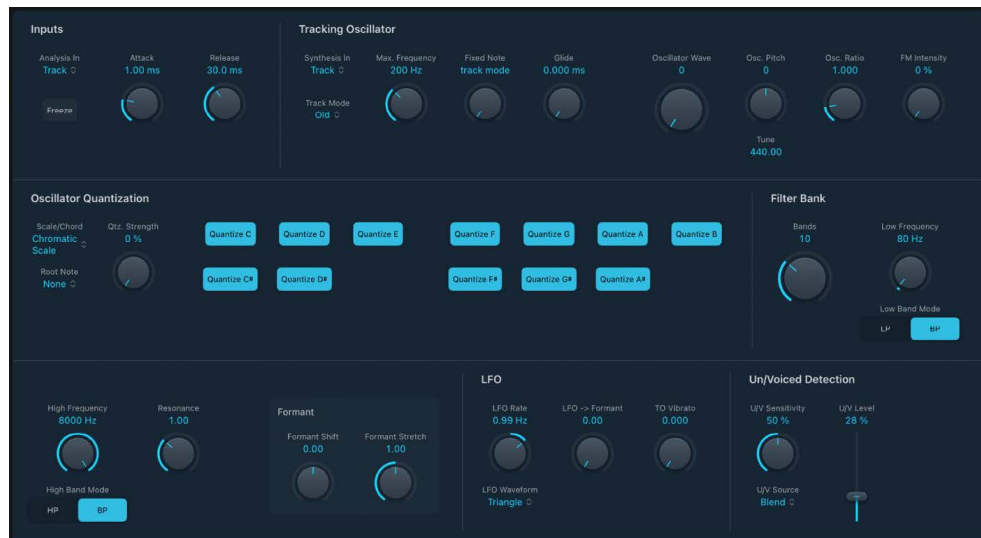 Inputs
Tracking Oscillator
Analysis In
Attack
Release
Synthesis In
Max. Frequency
Fixed Note
Glide
Oscillator Wave
Osc. Pitch
Osc. Ratio
FM Intensity
Track
1.00 ms
30.0 ms
Track
200 Hz
track mode
0.000 ms
0
0
1.000
0 %
Freeze
Track Mode
Old
Tune
440.00
Oscillator Quantization
Filter Bank
Scale/Chord
Qtz. Strength
Chromatic
Scale
0 %
Root Note
None
Quantize C
Quantize D
Quantize E
Quantize F
Quantize G
Quantize A
Quantize B
Quantize C#
Quantize D#
Quantize F#
Quantize G#
Quantize A#
Bands
10
Low Frequency
80 Hz
Low Band Mode
LP
BP
High Frequency
8000 Hz
Resonance
1.00
High Band Mode
HP
BP
Formant
Formant Shift
0.00
Formant Stretch
1.00
LFO
LFO Rate
0.99 Hz
LFO -> Formant
0.00
TO Vibrato
0.000
LFO Waveform
Triangle
Un/Voiced Detection
U/V Sensitivity
50 %
U/V Level
28 %
U/V Source
Blend